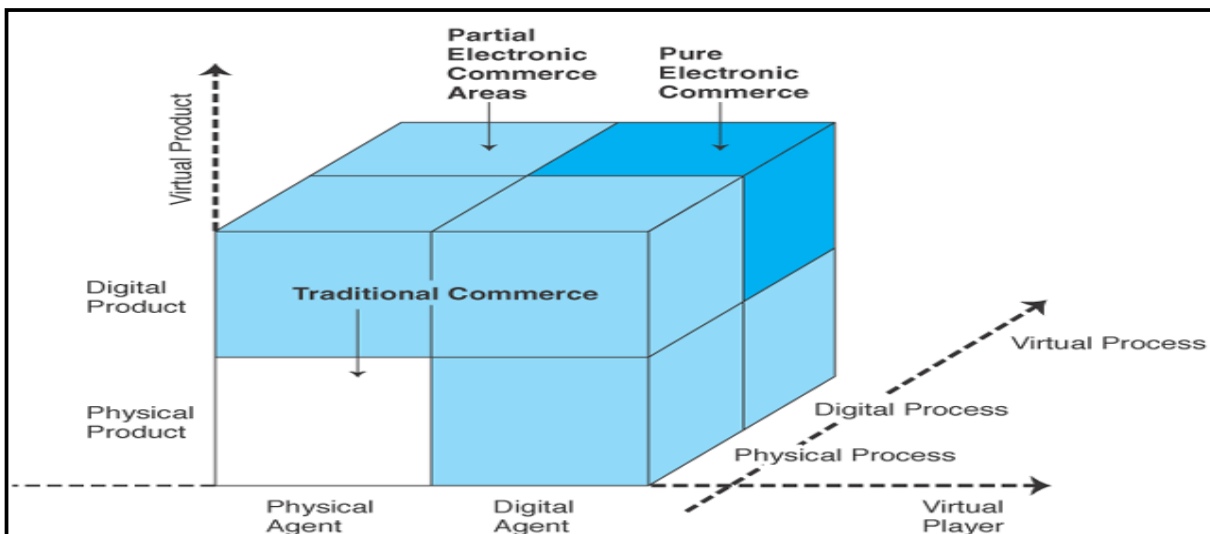 Partial
Electronic
Commerce
Areas
Pure
Electronic
Commerce
Virtual Product
Digital
Product
Traditional Commerce
Virtual Process
Digital Process
Physical
Product
Physical Process
Physical
Agent
Digital
Agent
Virtual
Player